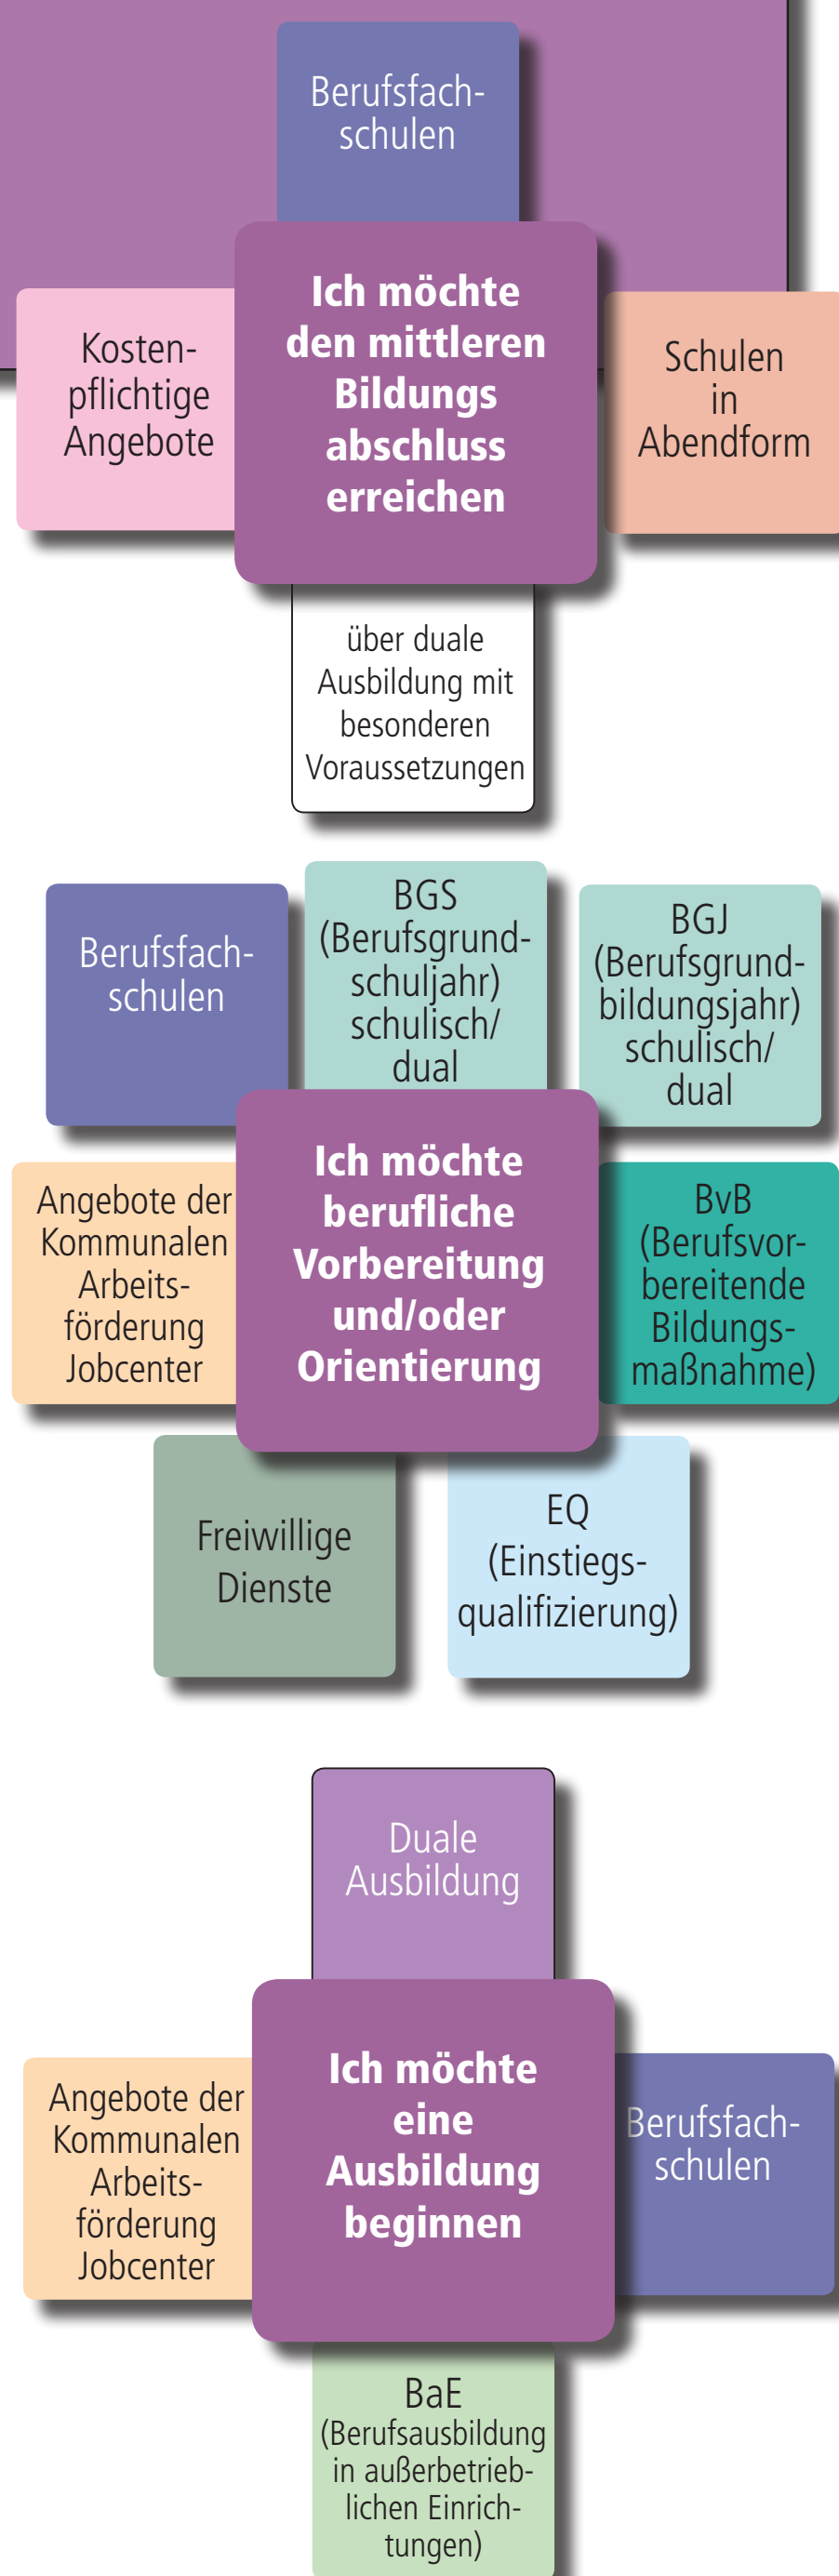 Berufsfach-
schulen
Kosten-
pflichtige
Angebote
Ich möchte
den mittleren
Bildungs
abschluss
erreichen
Schulen
in
Abendform
über duale
Ausbildung mit
besonderen
Voraussetzungen
Berufsfach-
schulen
BGS
(Berufsgrund-
schuljahr)
schulisch/
dual
BGJ
(Berufsgrund-
bildungsjahr)
schulisch/
dual
Angebote der
Kommunalen
Arbeits-
förderung
Jobcenter
Ich möchte
berufliche
Vorbereitung
und/oder
Orientierung
BvB
(Berufsvor-
bereitende
Bildungs-
maßnahme)
Freiwillige
Dienste
EQ
(Einstiegs-
qualifizierung)
Duale
Ausbildung
Angebote der
Kommunalen
Arbeits-
förderung
Jobcenter
Ich möchte
eine
Ausbildung
beginnen
Berufsfach-
schulen
BaE
(Berufsausbildung
in außerbetrieb-
lichen Einrich-
tungen)